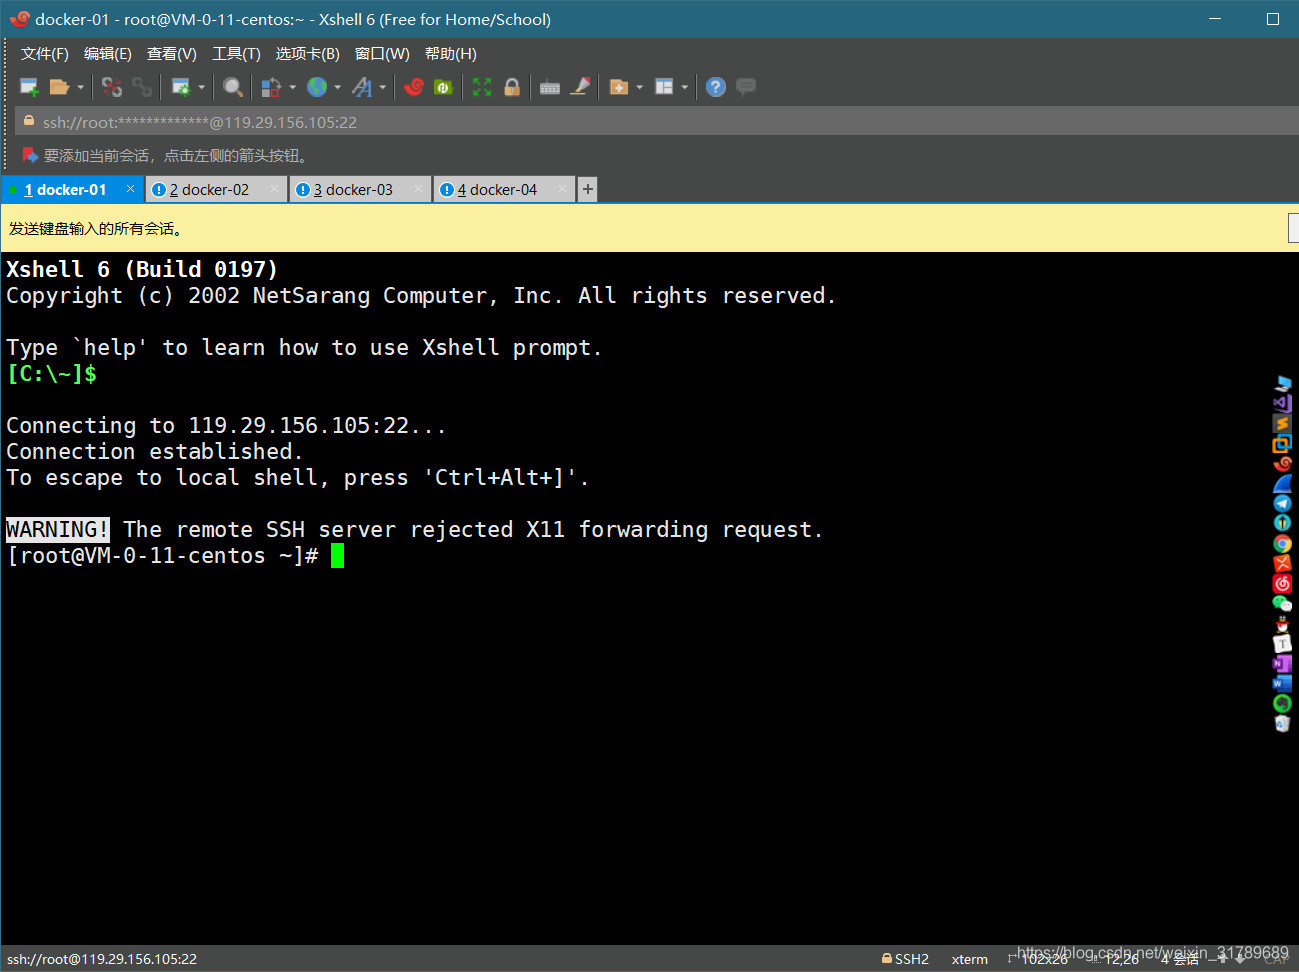 docker-01 - root@VM-0-11-centos:~ - Xshell 6 (Free for Home/School)
文件(F) 编辑(E) 查看(V) 工具(T) 选项卡(B) 窗口(W) 帮助(H)
ssh://root:*************@119.29.156.105:22
要添加当前会话，点击左侧的箭头按钮。
1 docker-01 × 2 docker-02 × 3 docker-03 × 4 docker-04 × +
发送键盘输入的所有会话。
Xshell 6 (Build 0197)
Copyright (c) 2002 NetSarang Computer, Inc. All rights reserved.
Type `help' to learn how to use Xshell prompt.
[C:\~]$
Connecting to 119.29.156.105:22...
Connection established.
To escape to local shell, press 'Ctrl+Alt+]'.
WARNING! The remote SSH server rejected X11 forwarding request.
[root@VM-0-11-centos ~]#
https://blog.csdn.net/weixin_31789689
ssh://root@119.29.156.105:22 SSH2 xterm 102x26 12,26 4 会话 CAP